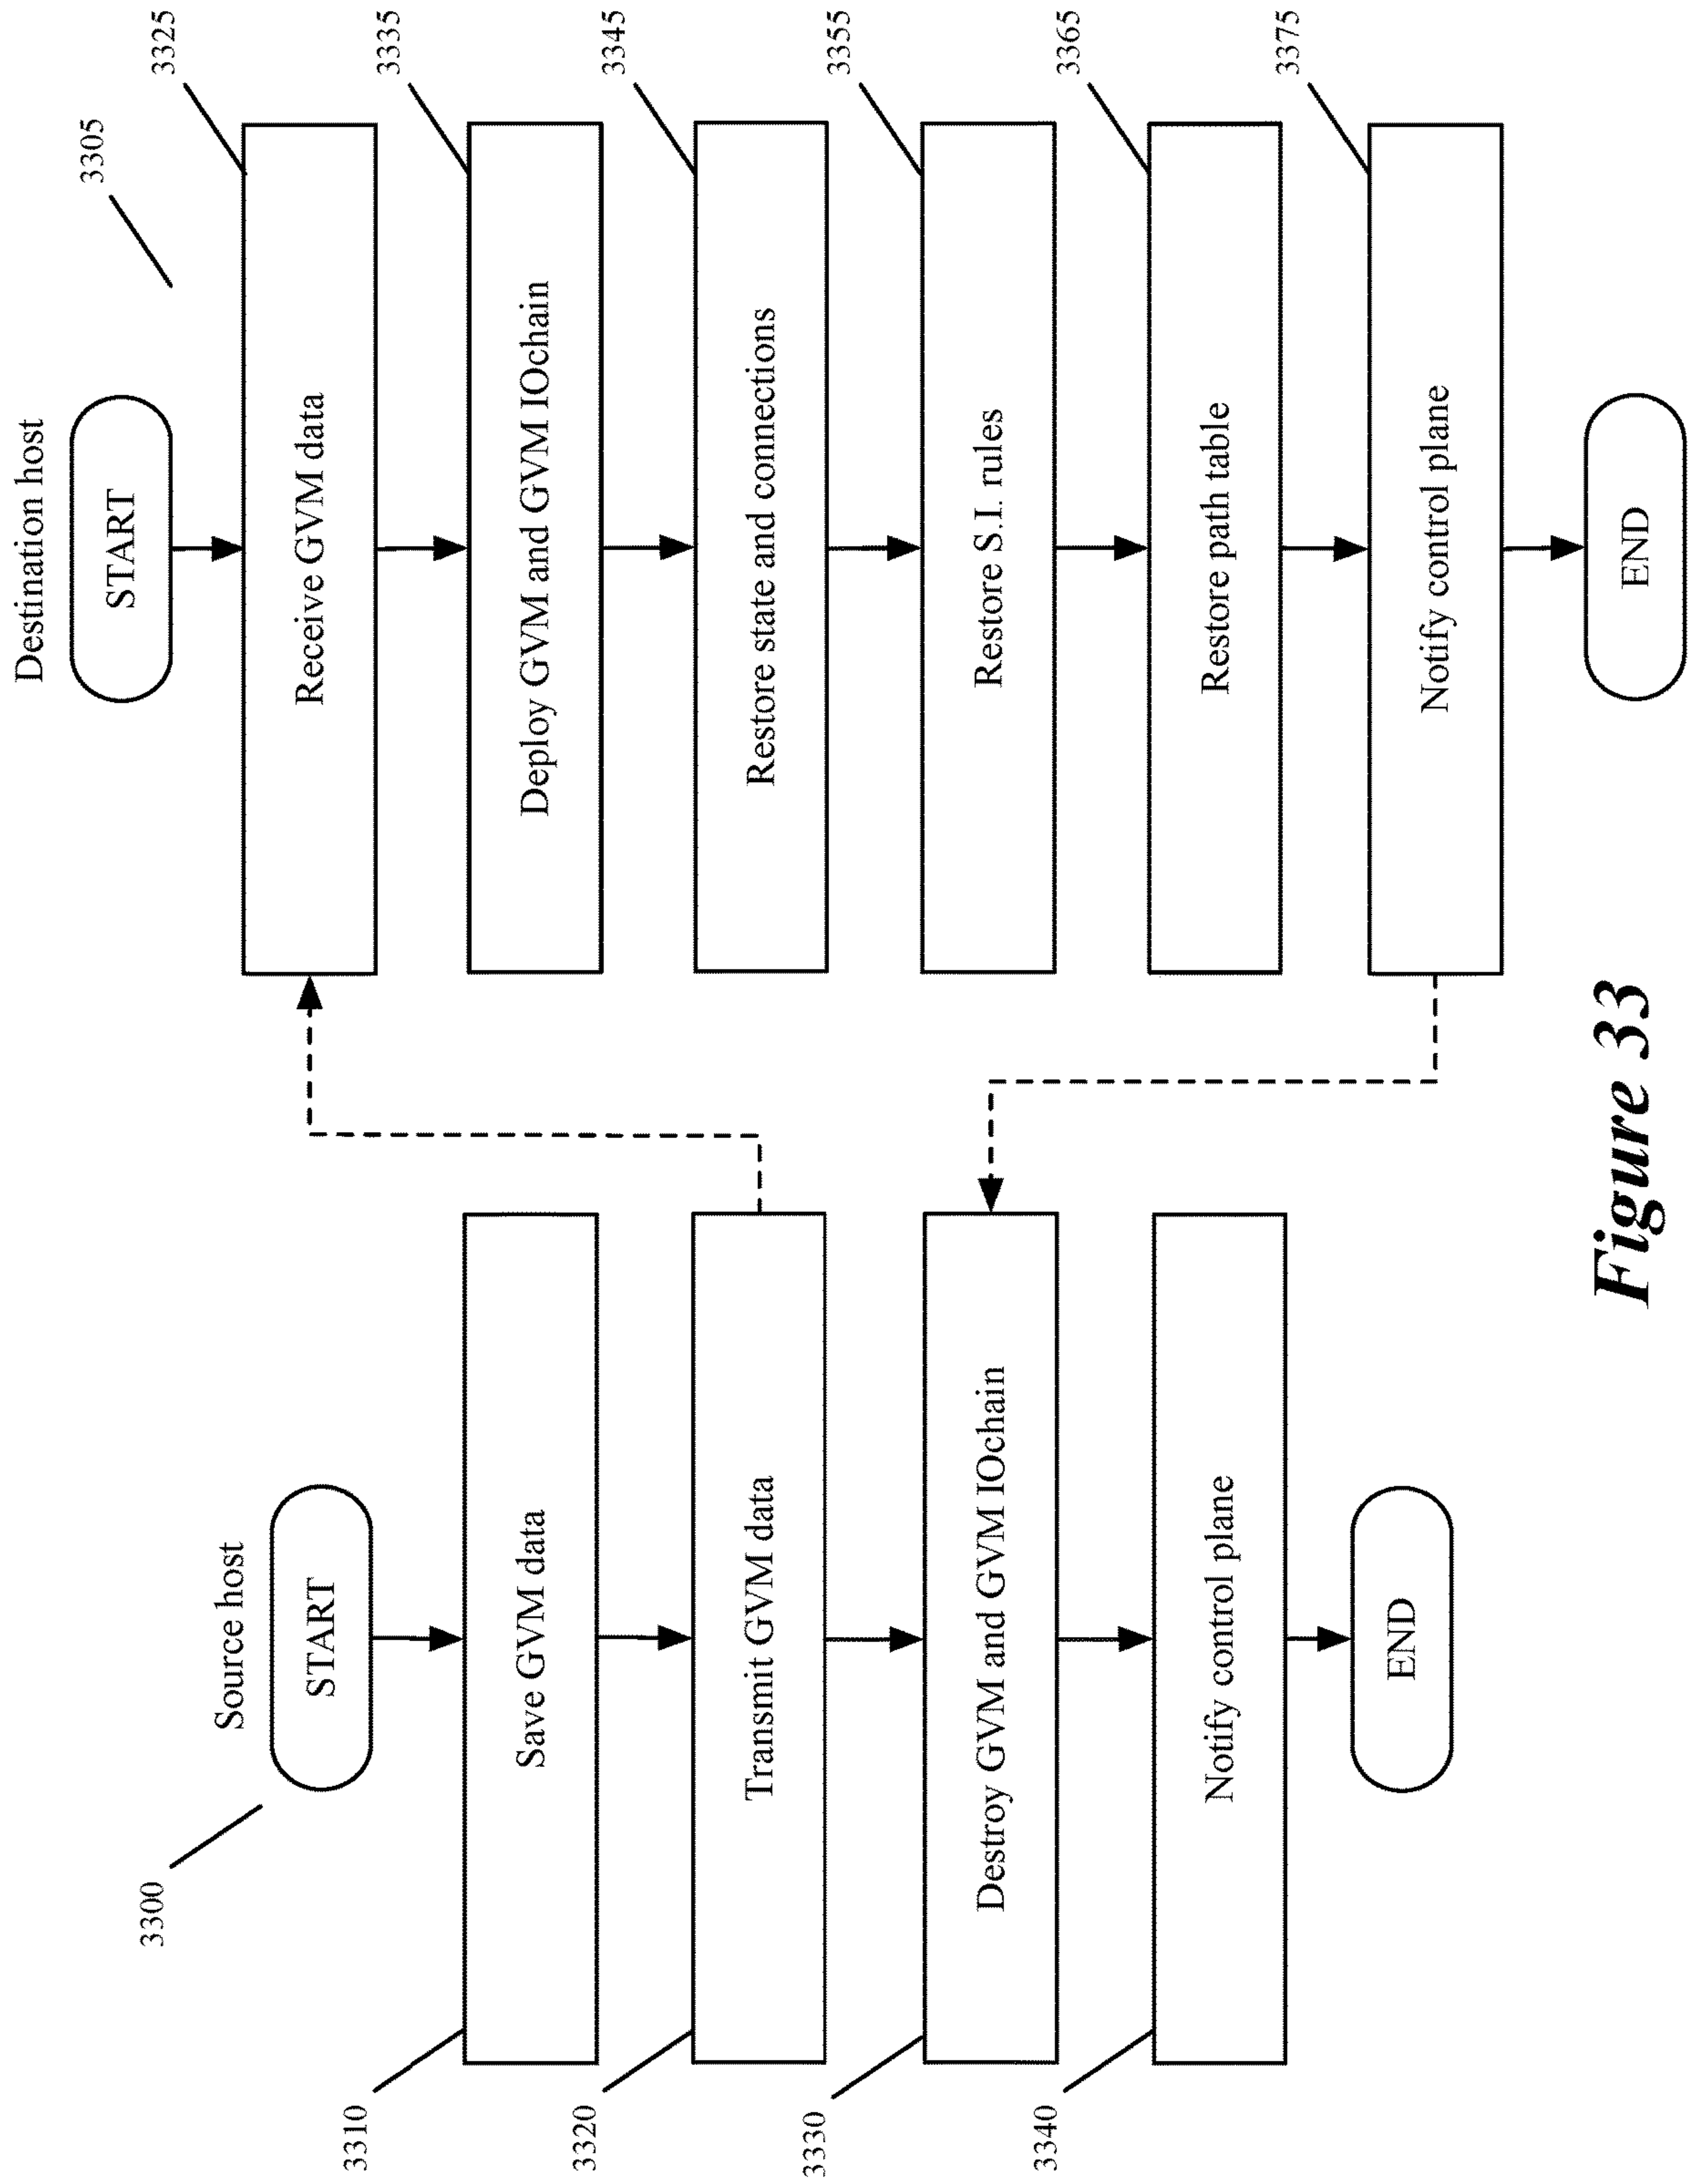 3300
Source host
START
3310
Save GVM data
3320
Transmit GVM data
3330
Destroy GVM and GVM IOchain
3340
Notify control plane
END
3305
Destination host
START
3325
Receive GVM data
3335
Deploy GVM and GVM IOchain
3345
Restore state and connections
3355
Restore S.I. rules
3365
Restore path table
3375
Notify control plane
END
Figure 33